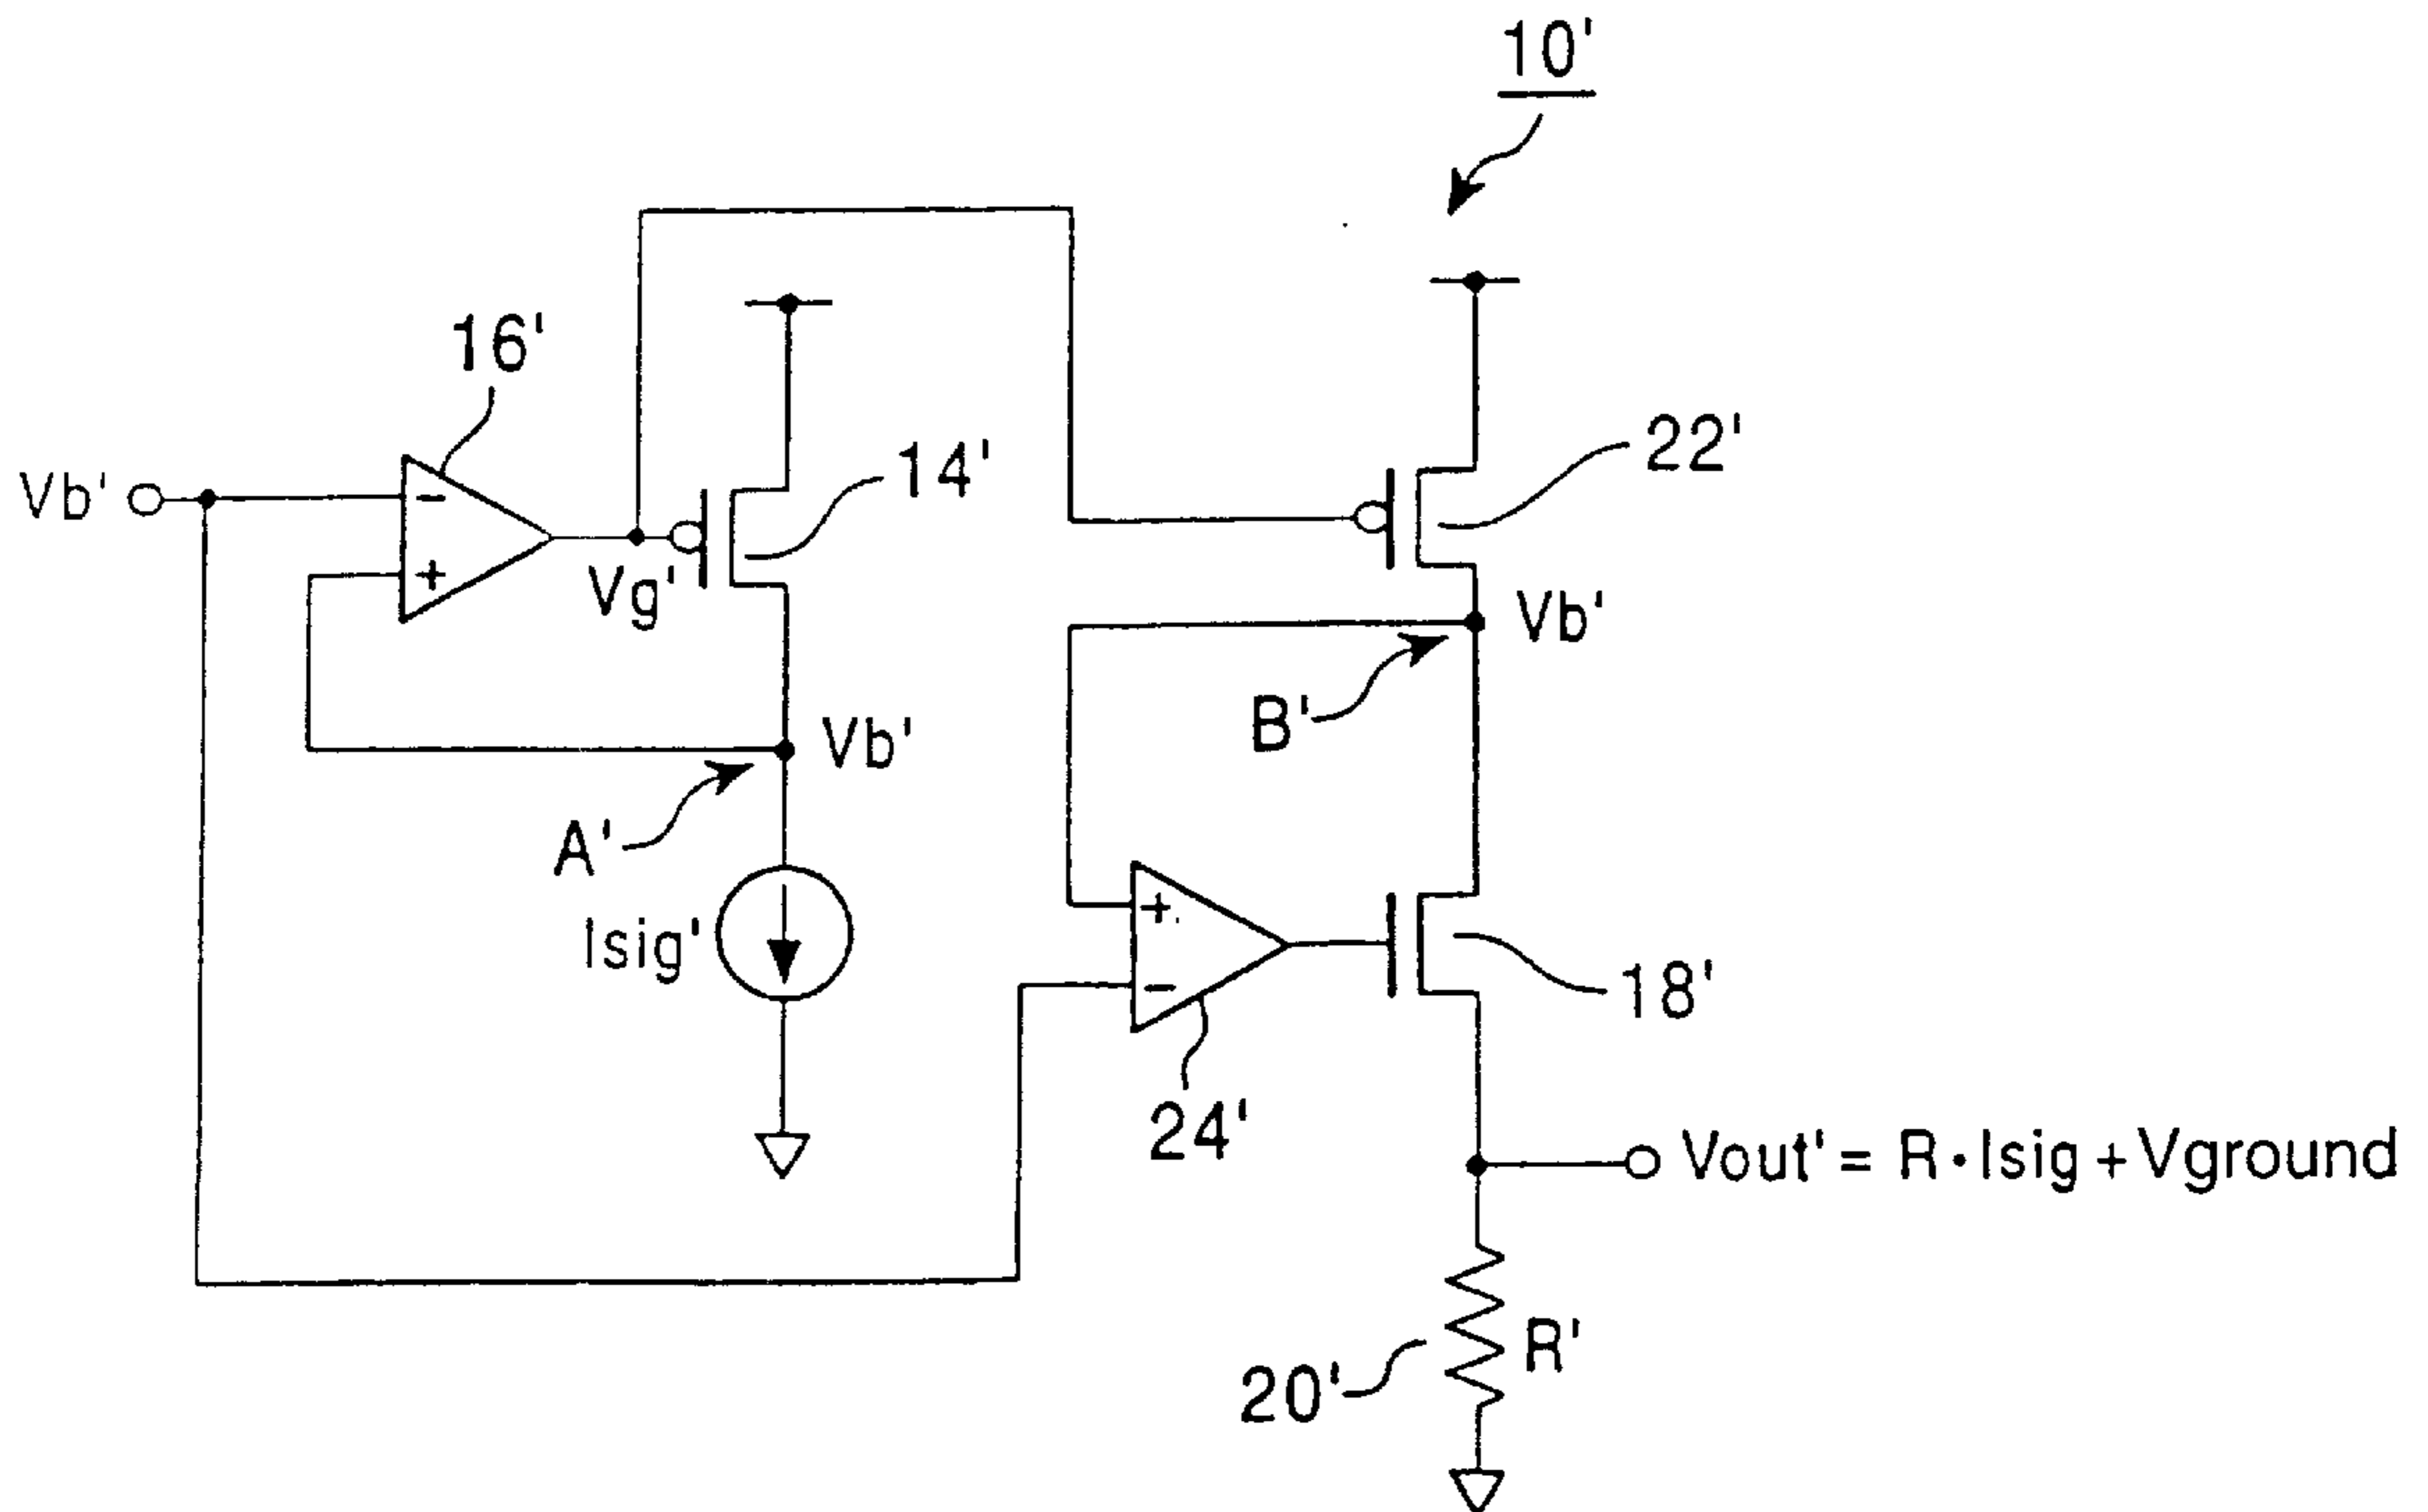 10'
16'
14'
22'
Vb'
-
+
Vg'
Vb'
B'
Vb'
A'
Isig'
+
-
18'
24'
Vout' = R•Isig + Vground
R'
20'